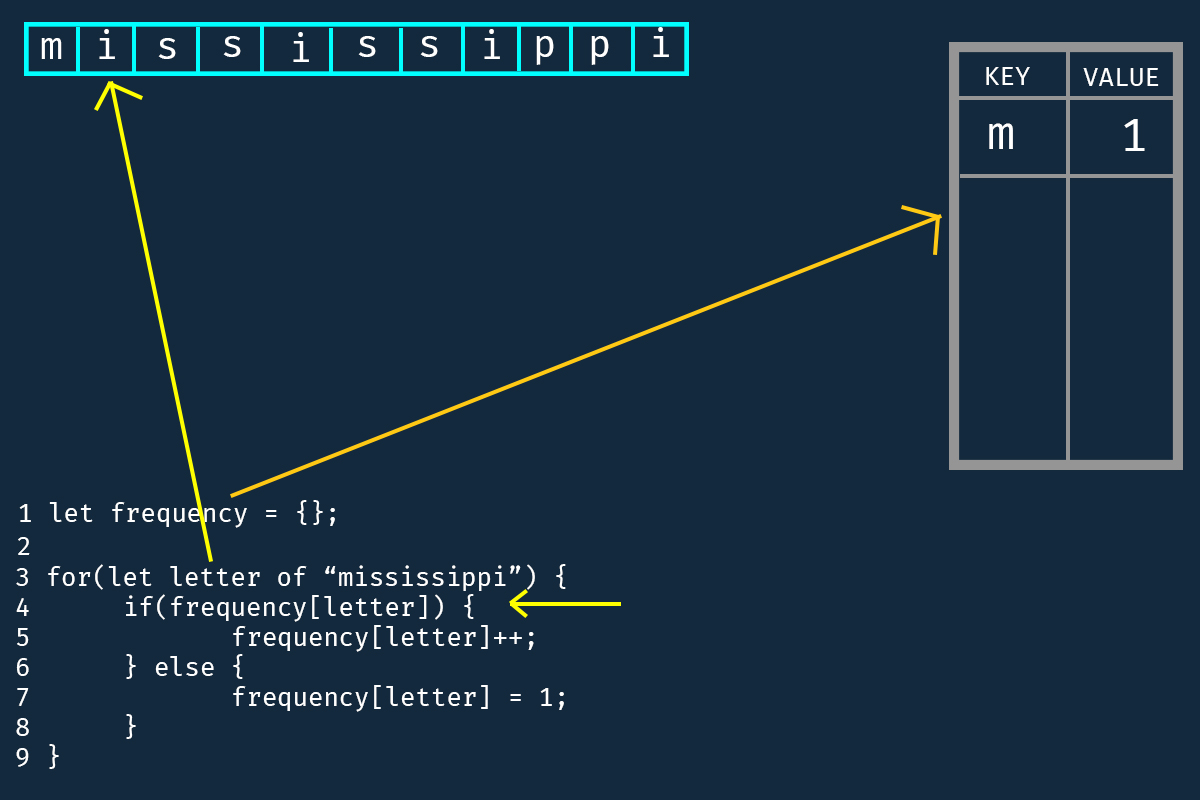 m i s s i s s i p p i
KEY VALUE
m 1
1 let frequency = {};
2
3 for(let letter of “mississippi”) {
4 if(frequency[letter]) {
5 frequency[letter]++;
6 } else {
7 frequency[letter] = 1;
8 }
9 }